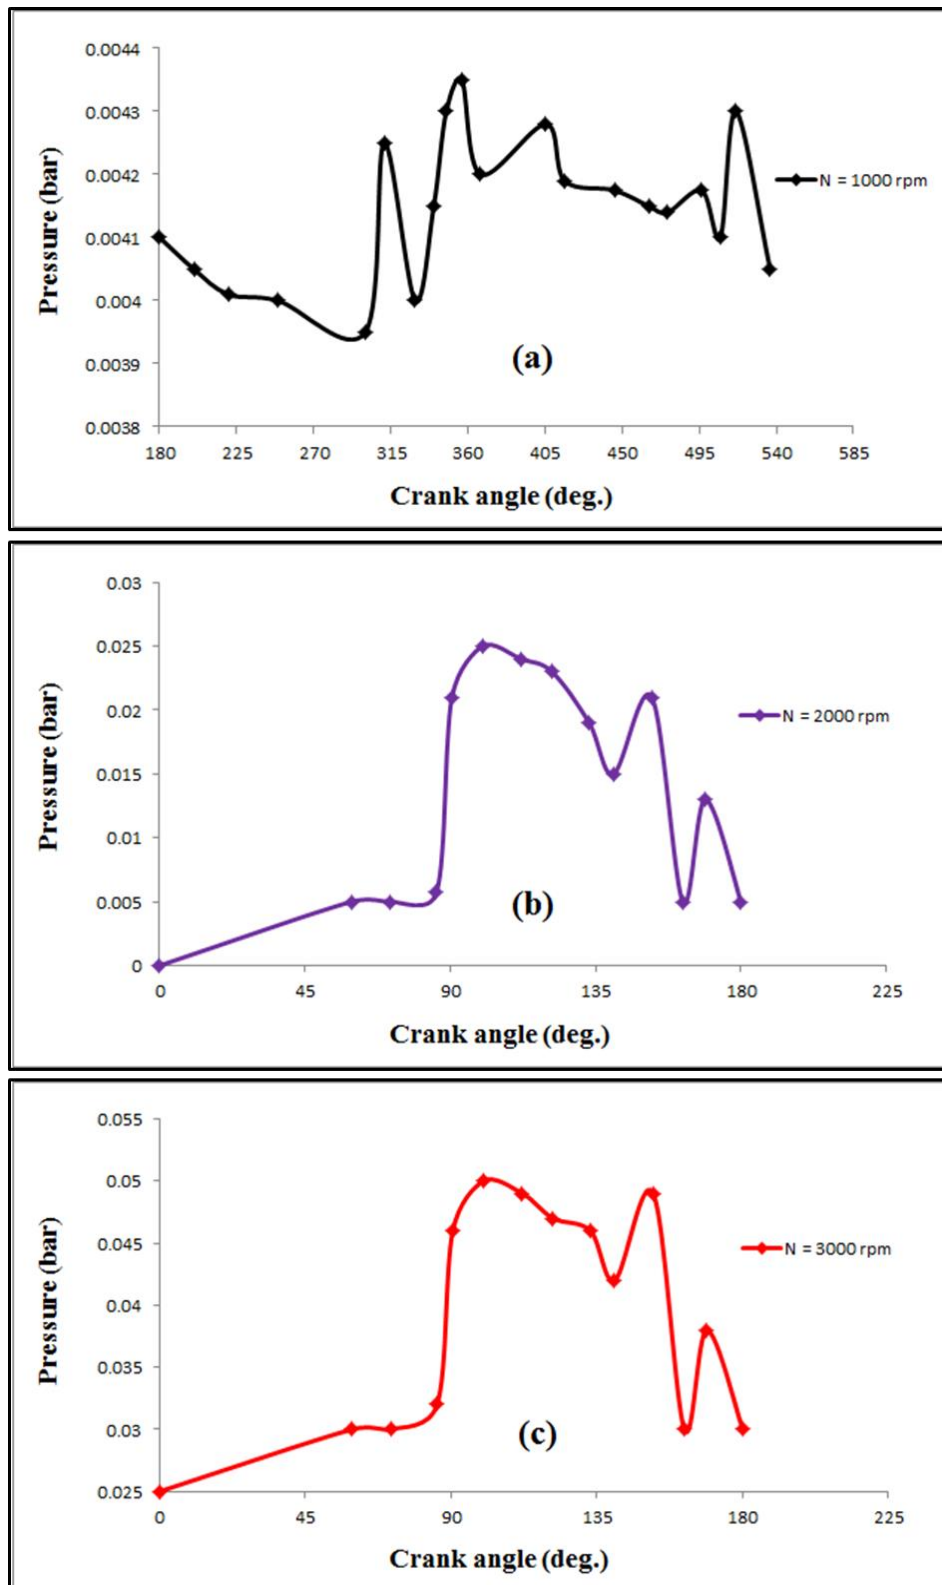 0.0044
0.0043
0.0042
0.0041
0.004
0.0039
0.0038
Pressure (bar)
N = 1000 rpm
(a)
180 225 270 315 360 405 450 495 540 585
Crank angle (deg.)
0.03
0.025
0.02
0.015
0.01
0.005
0
Pressure (bar)
N = 2000 rpm
(b)
0 45 90 135 180 225
Crank angle (deg.)
0.055
0.05
0.045
0.04
0.035
0.03
0.025
Pressure (bar)
N = 3000 rpm
(c)
0 45 90 135 180 225
Crank angle (deg.)